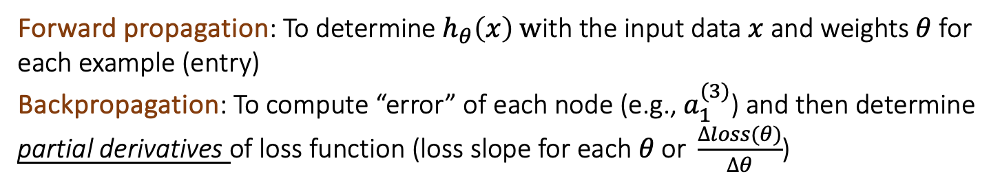 Forward propagation: To determine $h_\theta(x)$ with the input data $x$ and weights $\theta$ for
each example (entry)
Backpropagation: To compute “error” of each node (e.g., $a_1^{(3)}$) and then determine
partial derivatives of loss function (loss slope for each $\theta$ or $\frac{\Delta loss(\theta)}{\Delta\theta}$)